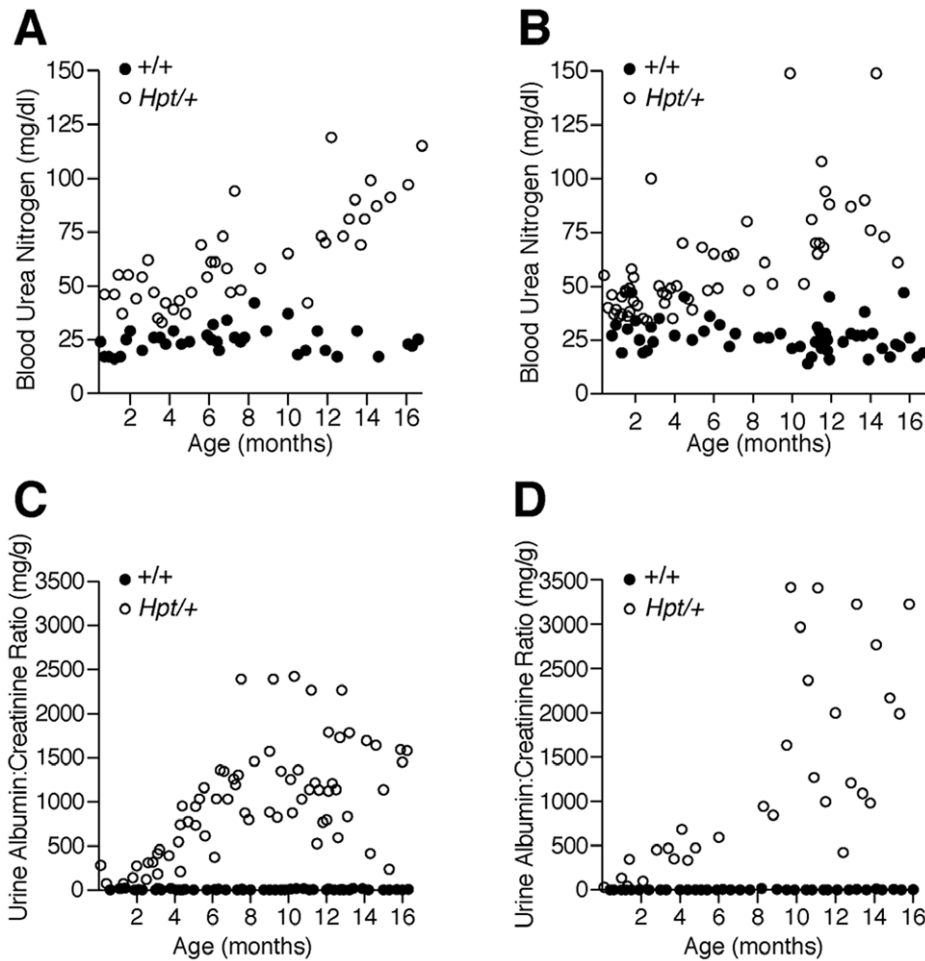 A
Blood Urea Nitrogen (mg/dl)
150
125
100
75
50
25
0
+/+
Hpt/+
2 4 6 8 10 12 14 16
Age (months)
B
Blood Urea Nitrogen (mg/dl)
150
125
100
75
50
25
0
+/+
Hpt/+
2 4 6 8 10 12 14 16
Age (months)
C
Urine Albumin:Creatinine Ratio (mg/g)
3500
3000
2500
2000
1500
1000
500
0
+/+
Hpt/+
2 4 6 8 10 12 14 16
Age (months)
D
Urine Albumin:Creatinine Ratio (mg/g)
3500
3000
2500
2000
1500
1000
500
0
+/+
Hpt/+
2 4 6 8 10 12 14 16
Age (months)